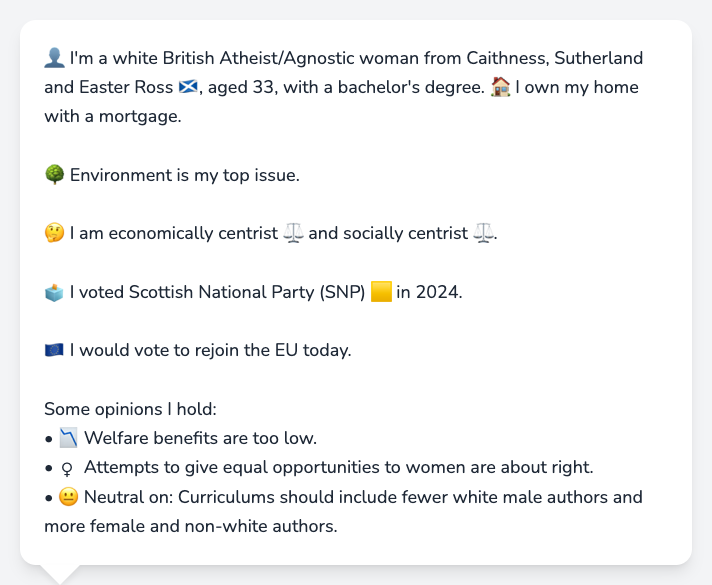 👤 I'm a white British Atheist/Agnostic woman from Caithness, Sutherland
and Easter Ross 🏴󠁧󠁢󠁳󠁣󠁴󠁿, aged 33, with a bachelor's degree. 🏠 I own my home
with a mortgage.
🌳 Environment is my top issue.
🤔 I am economically centrist ⚖️ and socially centrist ⚖️.
🗳️ I voted Scottish National Party (SNP) 🟨 in 2024.
🇪🇺 I would vote to rejoin the EU today.
Some opinions I hold:
• 📉 Welfare benefits are too low.
• ♀ Attempts to give equal opportunities to women are about right.
• 😐 Neutral on: Curriculums should include fewer white male authors and
more female and non-white authors.